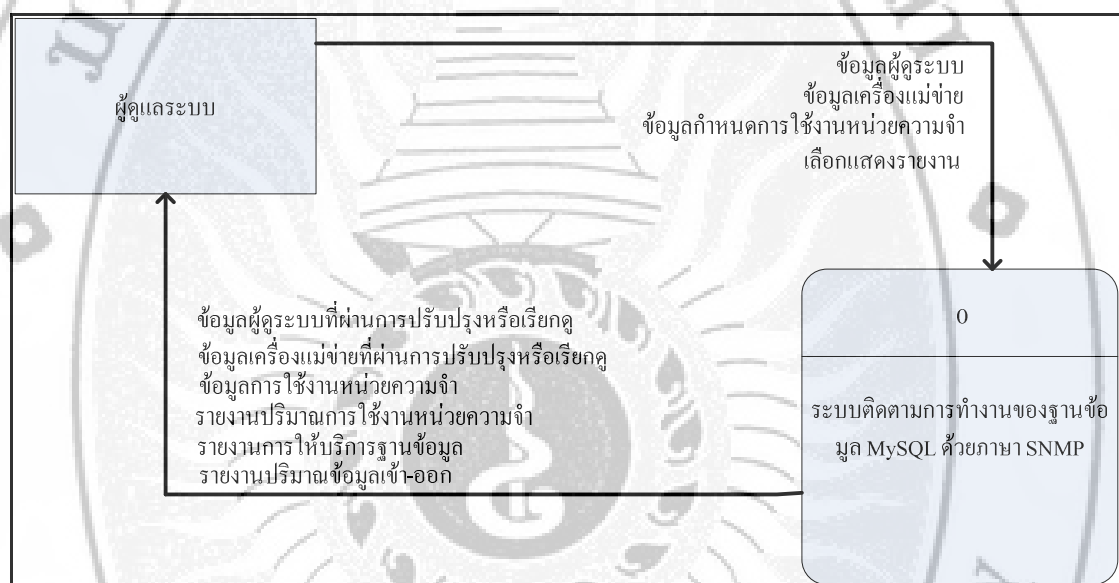 ผู้ดูแลระบบ
ข้อมูลผู้ดูระบบ
ข้อมูลเครื่องแม่ข่าย
ข้อมูลกำหนดการใช้งานหน่วยความจำ
เลือกแสดงรายงาน
ข้อมูลผู้ดูระบบที่ผ่านการปรับปรุงหรือเรียกดู
ข้อมูลเครื่องแม่ข่ายที่ผ่านการปรับปรุงหรือเรียกดู
ข้อมูลการใช้งานหน่วยความจำ
รายงานปริมาณการใช้งานหน่วยความจำ
รายงานการให้บริการฐานข้อมูล
รายงานปริมาณข้อมูลเข้า-ออก
0
ระบบติดตามการทำงานของฐานข้อ
มูล MySQL ด้วยภาษา SNMP